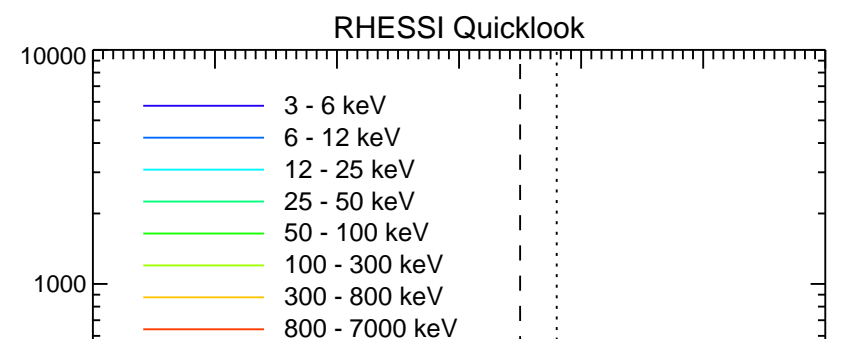 RHESSI Quicklook
10000
3 - 6 keV
6 - 12 keV
12 - 25 keV
25 - 50 keV
50 - 100 keV
100 - 300 keV
1000
300 - 800 keV
800 - 7000 keV